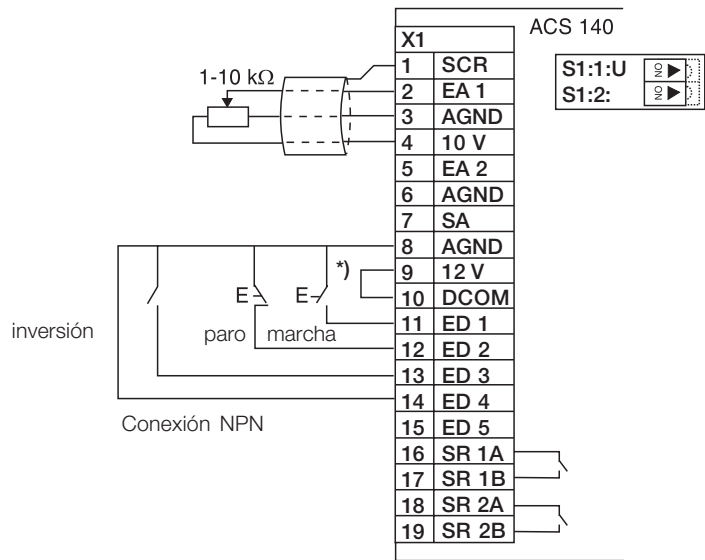 ACS 140
X1
1 SCR
2 EA 1
3 AGND
4 10 V
5 EA 2
6 AGND
7 SA
8 AGND
9 12 V
10 DCOM
11 ED 1
12 ED 2
13 ED 3
14 ED 4
15 ED 5
16 SR 1A
17 SR 1B
18 SR 2A
19 SR 2B
S1:1:U ON
S1:2: ON
1-10 kΩ
*)
E E
inversión paro marcha
Conexión NPN